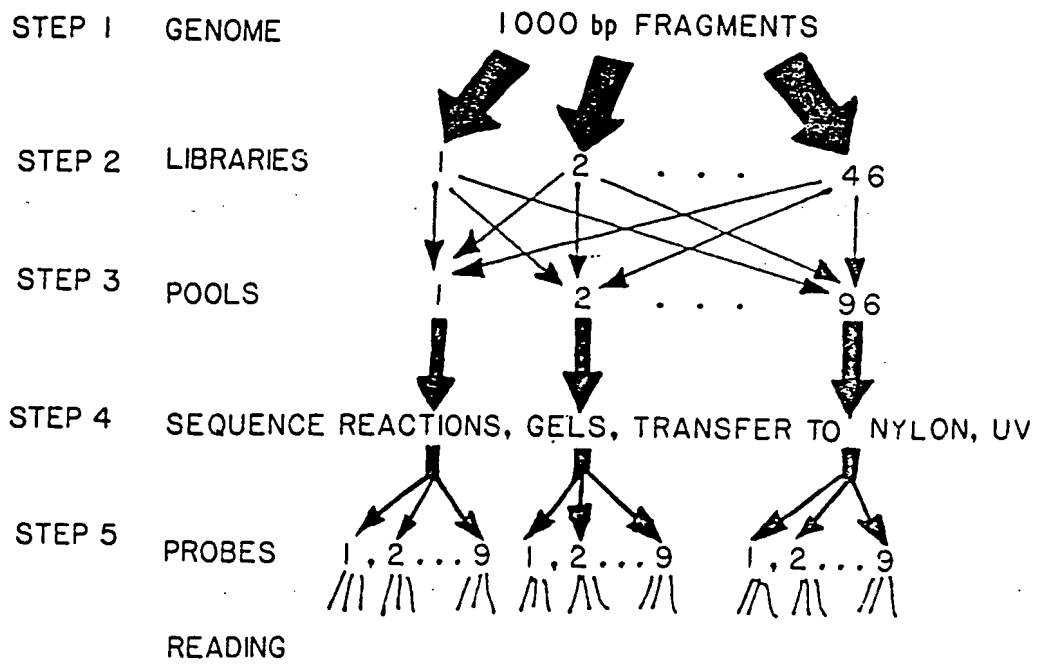 STEP 1 GENOME 1000 bp FRAGMENTS
STEP 2 LIBRARIES 1 2 . . . 46
STEP 3 POOLS 1 2 . . . 96
STEP 4 SEQUENCE REACTIONS, GELS, TRANSFER TO NYLON, UV
STEP 5 PROBES 1,2...9 1,2...9 1,2...9
READING